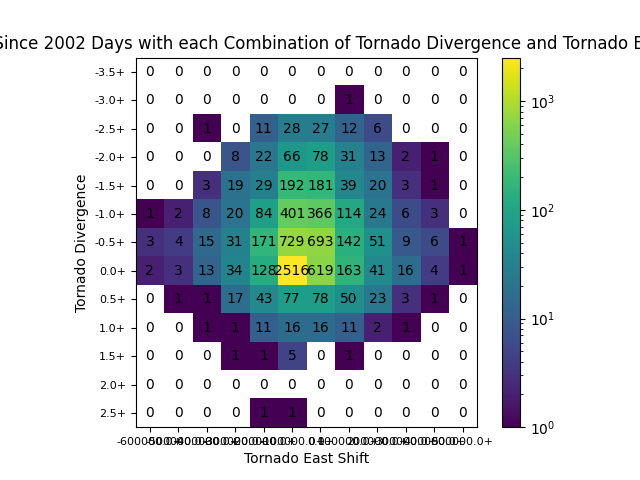 Since 2002 Days with each Combination of Tornado Divergence and Tornado E
-3.5+ 0 0 0 0 0 0 0 0 0 0 0 0
-3.0+ 0 0 0 0 0 0 0 1 0 0 0 0
-2.5+ 0 0 1 0 11 28 27 12 6 0 0 0
-2.0+ 0 0 0 8 22 66 78 31 13 2 1 0
-1.5+ 0 0 3 19 29 192 181 39 20 3 1 0
-1.0+ 1 2 8 20 84 401 366 114 24 6 3 0
-0.5+ 3 4 15 31 171 729 693 142 51 9 6 1
0.0+ 2 3 13 34 128 2516 619 163 41 16 4 1
0.5+ 0 1 1 17 43 77 78 50 23 3 1 0
1.0+ 0 0 1 1 11 16 16 11 2 1 0 0
1.5+ 0 0 0 1 1 5 0 1 0 0 0 0
2.0+ 0 0 0 0 0 0 0 0 0 0 0 0
2.5+ 0 0 0 0 1 1 0 0 0 0 0 0
Tornado Divergence
Tornado East Shift
10³
10²
10¹
10⁰